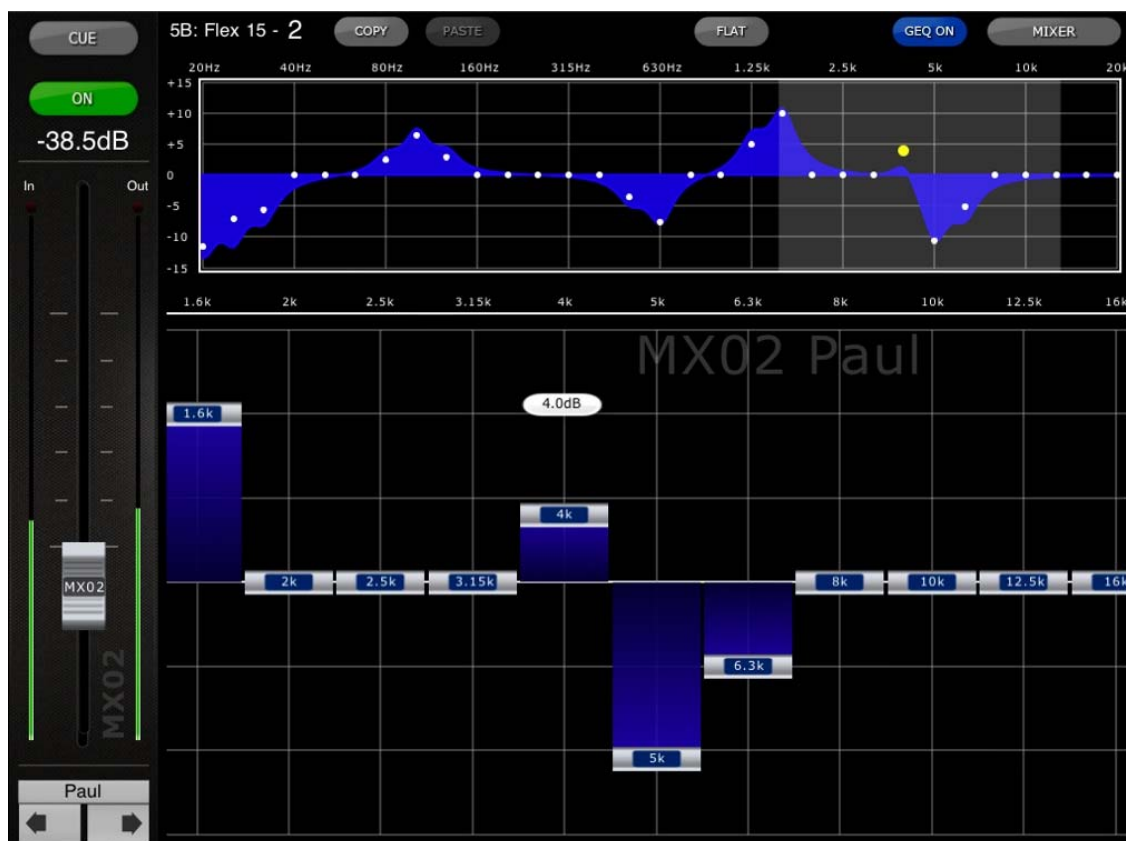 CUE
ON
-38.5dB
In Out
MX02
MX02
Paul
5B: Flex 15 - 2 COPY PASTE FLAT GEQ ON MIXER
20Hz 40Hz 80Hz 160Hz 315Hz 630Hz 1.25k 2.5k 5k 10k 20k
+15
+10
+5
0
-5
-10
-15
1.6k 2k 2.5k 3.15k 4k 5k 6.3k 8k 10k 12.5k 16k
MX02 Paul
4.0dB
1.6k
4k
2k 2.5k 3.15k 8k 10k 12.5k 16k
6.3k
5k